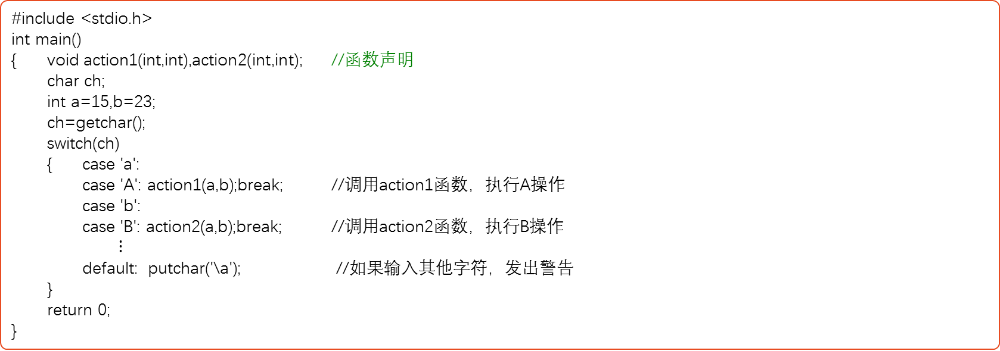 #include <stdio.h>
int main()
{ void action1(int,int),action2(int,int); //函数声明
char ch;
int a=15,b=23;
ch=getchar();
switch(ch)
{ case 'a':
case 'A': action1(a,b);break; //调用action1函数，执行A操作
case 'b':
case 'B': action2(a,b);break; //调用action2函数，执行B操作
⋮
default: putchar('\a'); //如果输入其他字符，发出警告
}
return 0;
}